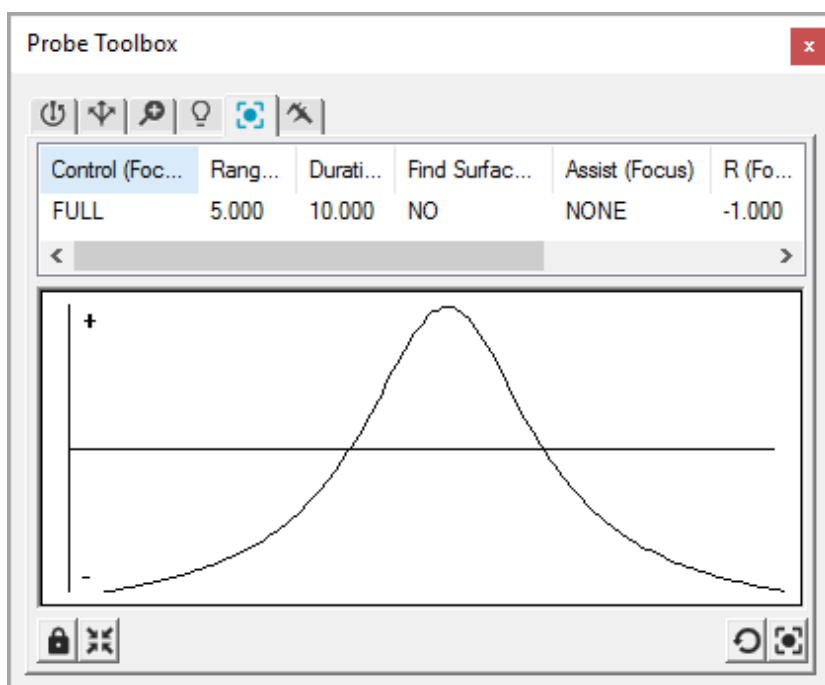 Probe Toolbox
x
Control (Foc... Rang... Durati... Find Surfac... Assist (Focus) R (Fo...
FULL 5.000 10.000 NO NONE -1.000
+
-